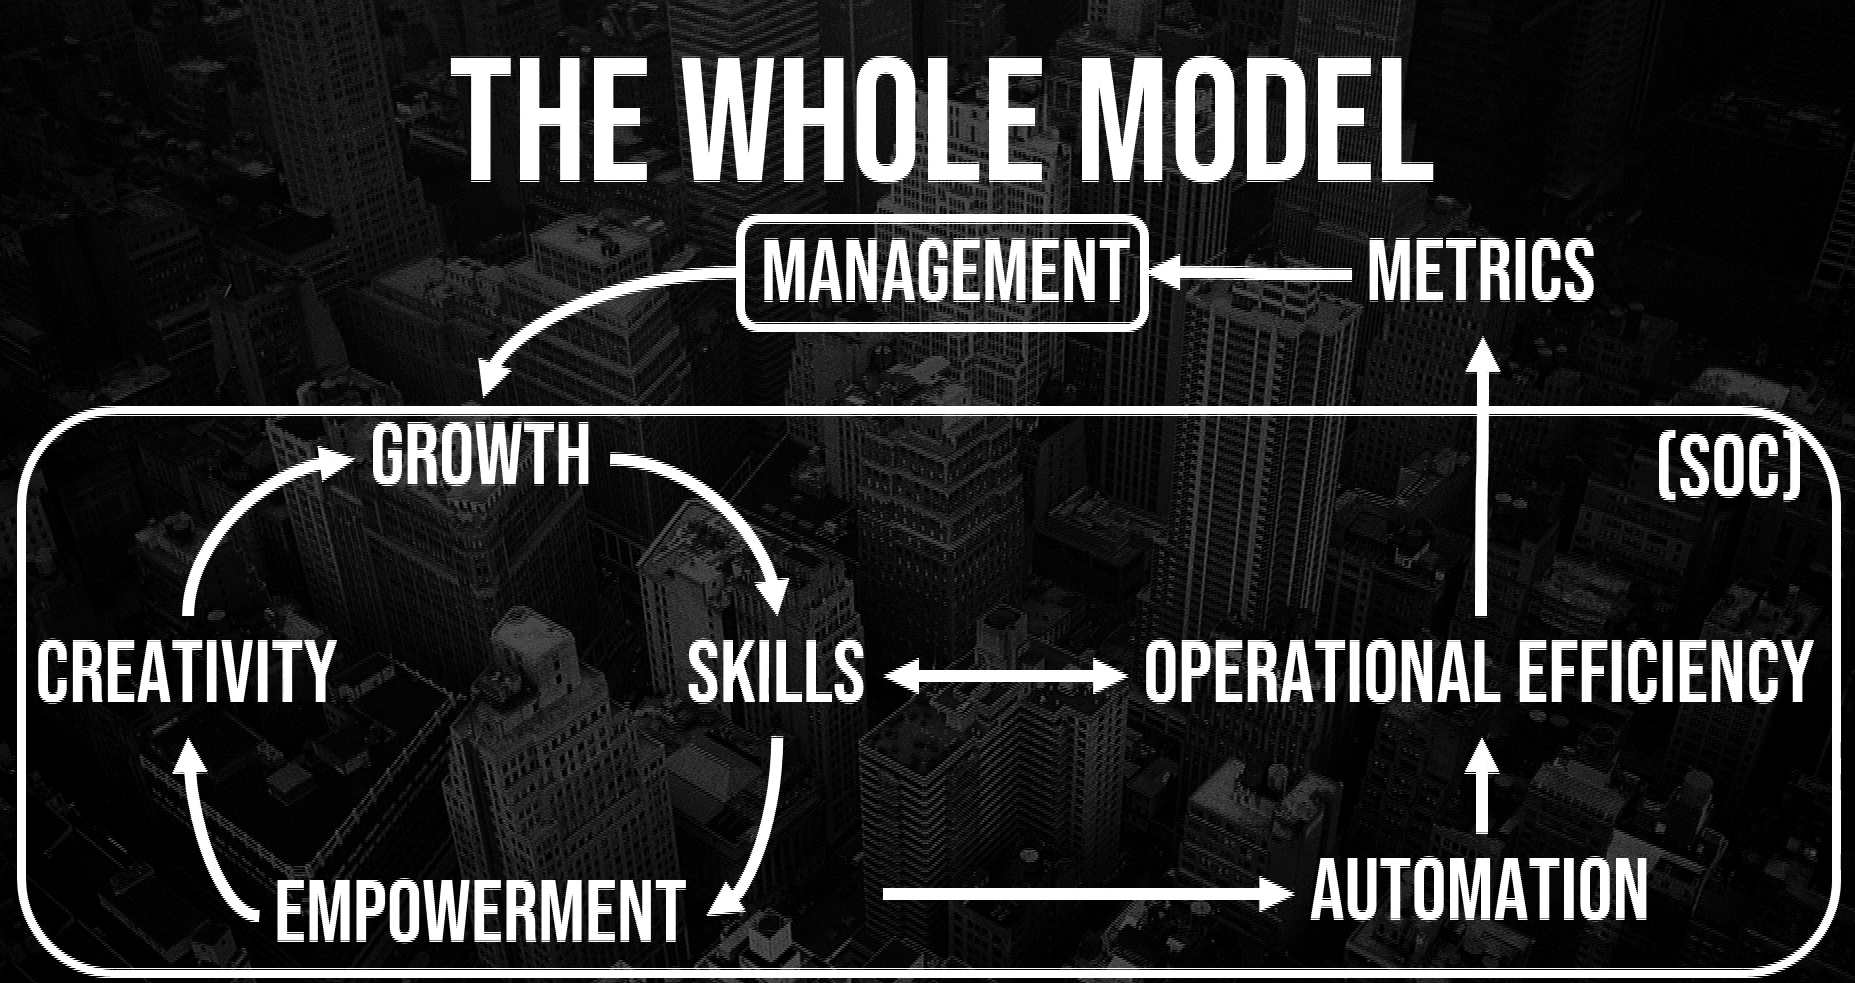 THE WHOLE MODEL
MANAGEMENT
METRICS
GROWTH
(SOC)
CREATIVITY
SKILLS
OPERATIONAL EFFICIENCY
EMPOWERMENT
AUTOMATION